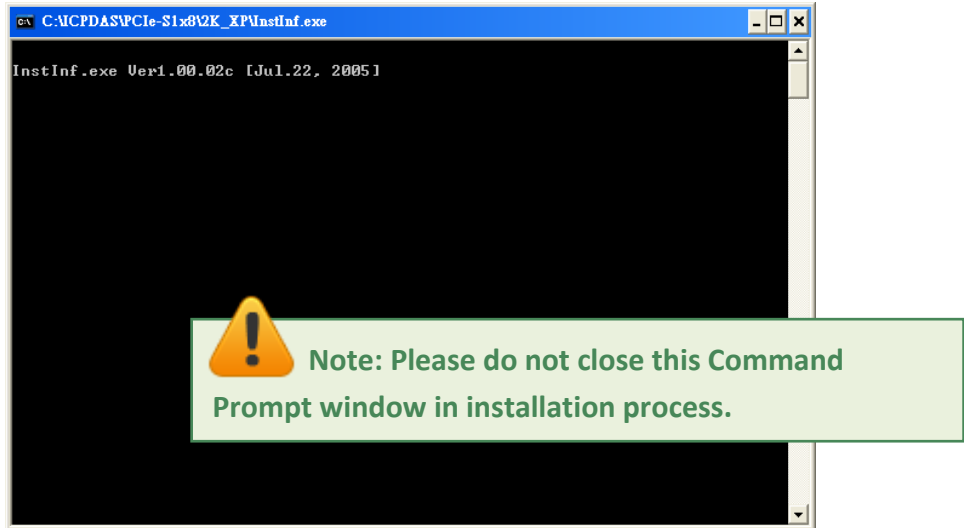 C:\ICPDAS\PCIe-S1x8\2K_XP\InstInf.exe
InstInf.exe Ver1.00.02c [Jul.22, 2005]
Note: Please do not close this Command
Prompt window in installation process.